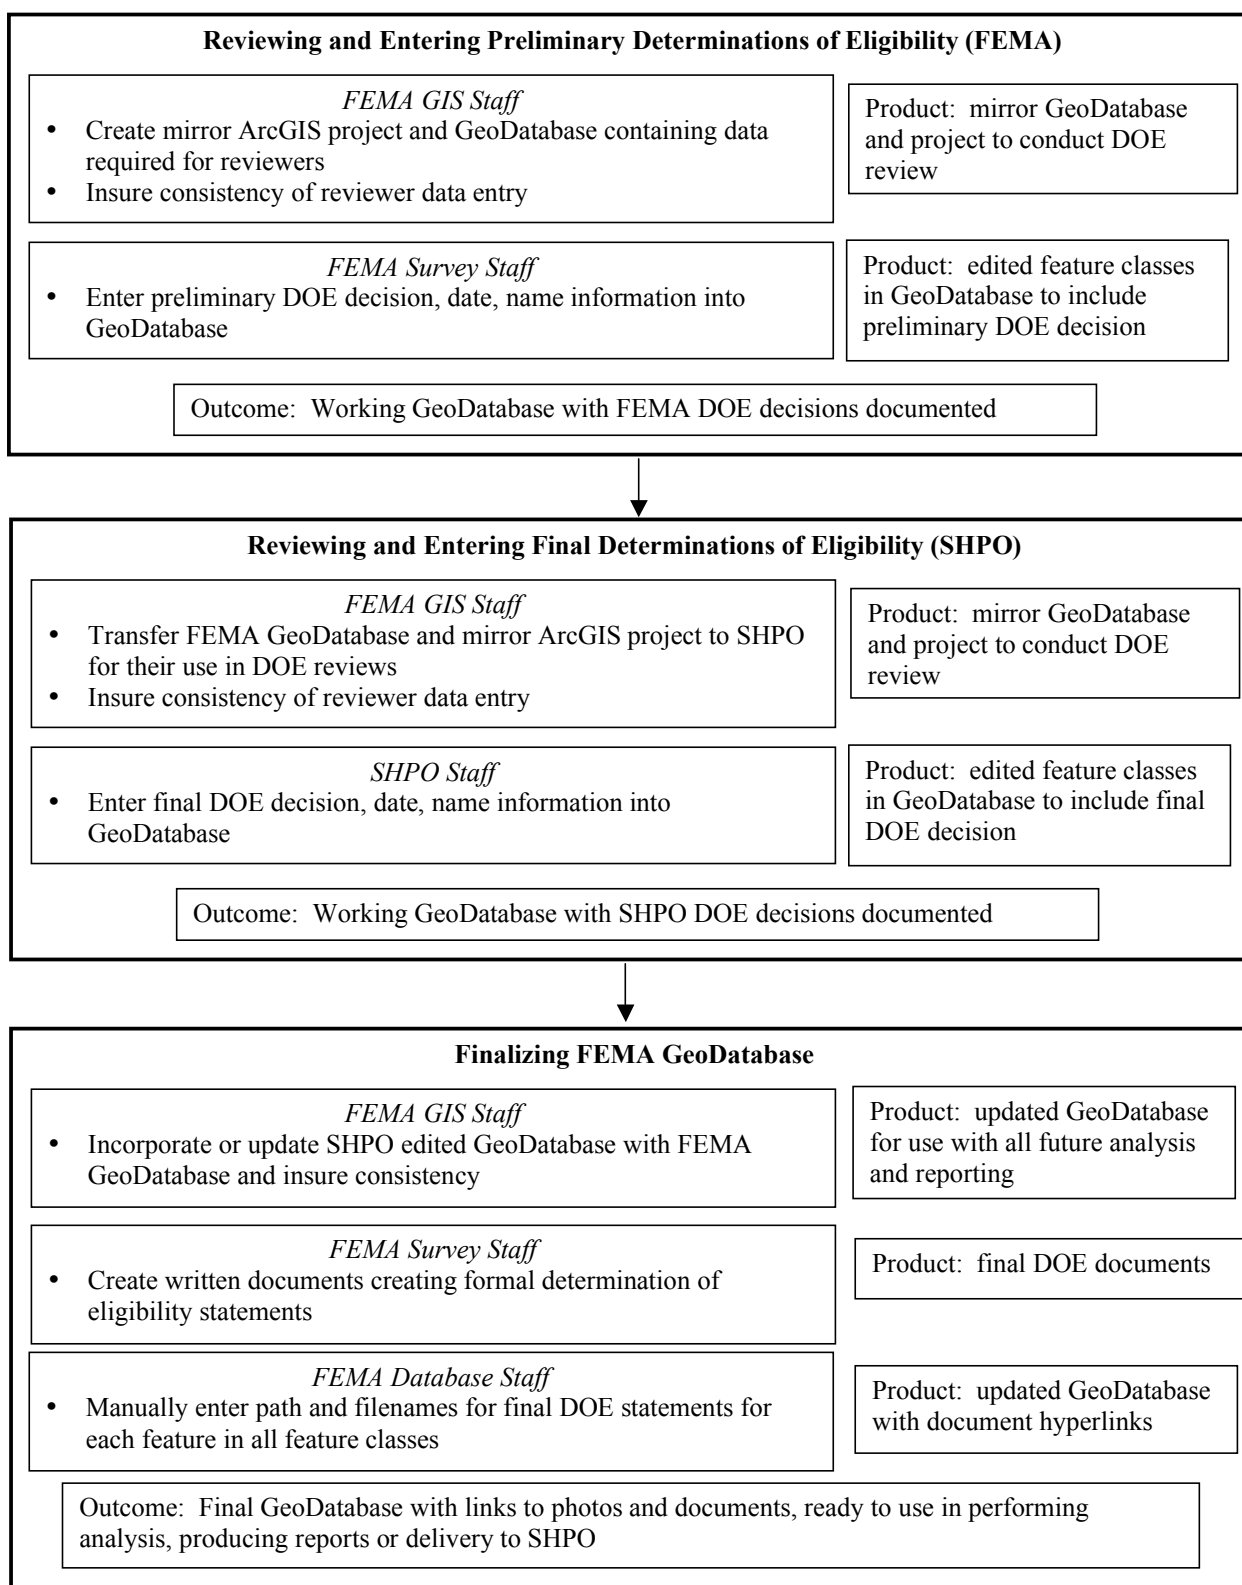 Reviewing and Entering Preliminary Determinations of Eligibility (FEMA)
FEMA GIS Staff
• Create mirror ArcGIS project and GeoDatabase containing data
required for reviewers
• Insure consistency of reviewer data entry
Product:  mirror GeoDatabase
and project to conduct DOE
review
FEMA Survey Staff
• Enter preliminary DOE decision, date, name information into
GeoDatabase
Product:  edited feature classes
in GeoDatabase to include
preliminary DOE decision
Outcome:  Working GeoDatabase with FEMA DOE decisions documented
Reviewing and Entering Final Determinations of Eligibility (SHPO)
FEMA GIS Staff
• Transfer FEMA GeoDatabase and mirror ArcGIS project to SHPO
for their use in DOE reviews
• Insure consistency of reviewer data entry
Product:  mirror GeoDatabase
and project to conduct DOE
review
SHPO Staff
• Enter final DOE decision, date, name information into
GeoDatabase
Product:  edited feature classes
in GeoDatabase to include final
DOE decision
Outcome:  Working GeoDatabase with SHPO DOE decisions documented
Finalizing FEMA GeoDatabase
FEMA GIS Staff
• Incorporate or update SHPO edited GeoDatabase with FEMA
GeoDatabase and insure consistency
Product:  updated GeoDatabase
for use with all future analysis
and reporting
FEMA Survey Staff
• Create written documents creating formal determination of
eligibility statements
Product:  final DOE documents
FEMA Database Staff
• Manually enter path and filenames for final DOE statements for
each feature in all feature classes
Product:  updated GeoDatabase
with document hyperlinks
Outcome:  Final GeoDatabase with links to photos and documents, ready to use in performing
analysis, producing reports or delivery to SHPO